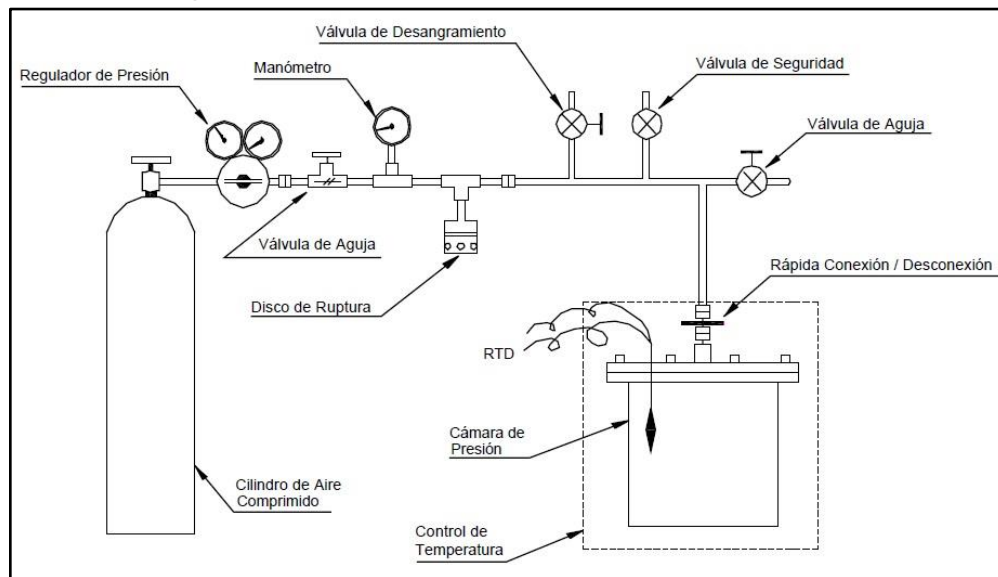 Válvula de Desangramiento
Regulador de Presión
Manómetro
Válvula de Seguridad
Válvula de Aguja
Válvula de Aguja
Disco de Ruptura
Rápida Conexión / Desconexión
RTD
Cámara de
Presión
Cilindro de Aire
Comprimido
Control de
Temperatura